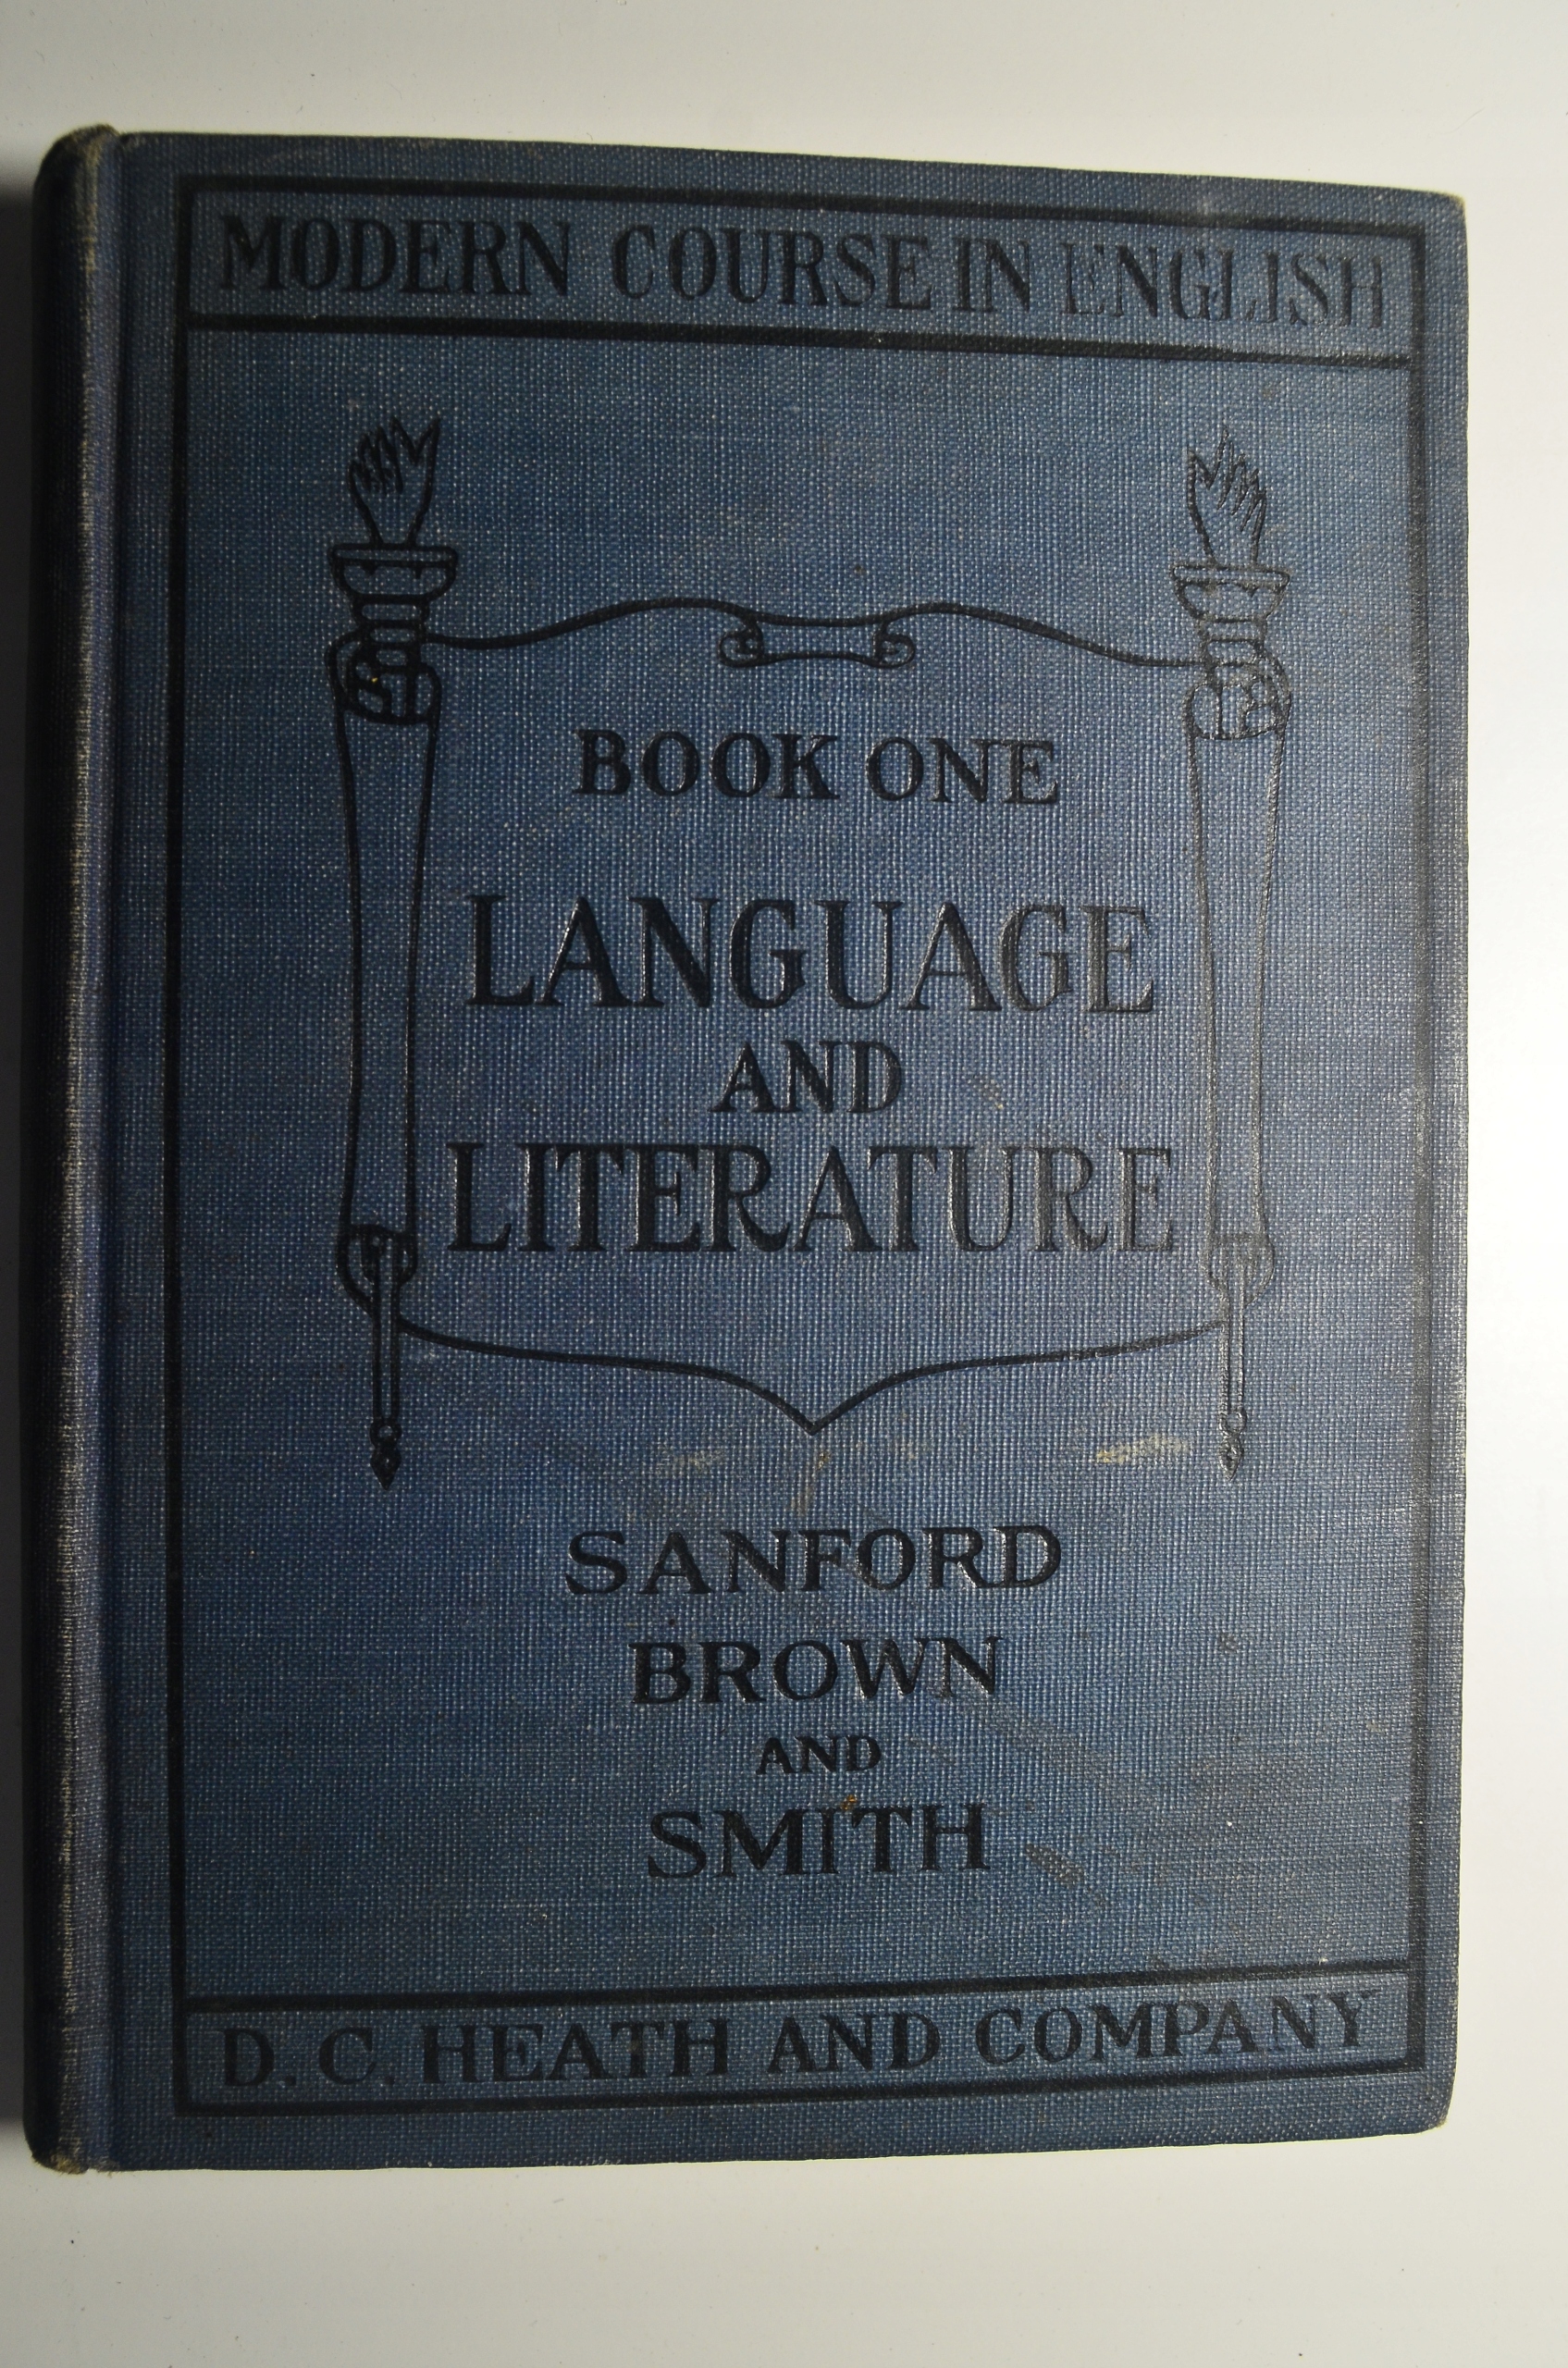 MODERN COURSE IN ENGLISH
BOOK ONE
LANGUAGE
AND
LITERATURE
SANFORD
BROWN
AND
SMITH
D. C. HEATH AND COMPANY